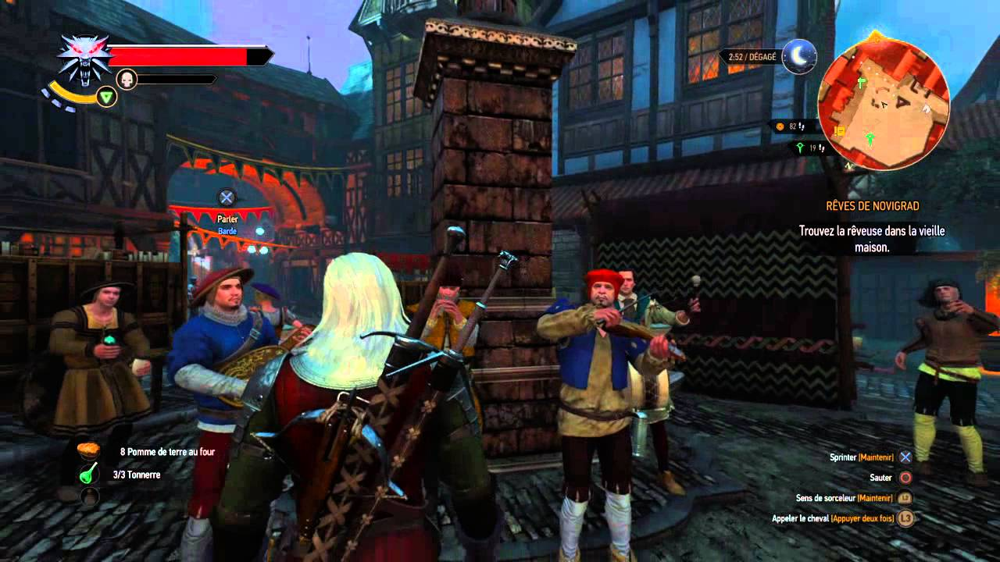 2:52 / DÉGAGÉ
82
19
RÊVES DE NOVIGRAD
Trouvez la rêveuse dans la vieille
maison.
Parler
Barde
8 Pomme de terre au four
3/3 Tonnerre
Sprinter [Maintenir]
Sauter
Sens de sorceleur [Maintenir] L2
Appeler le cheval [Appuyer deux fois] L3